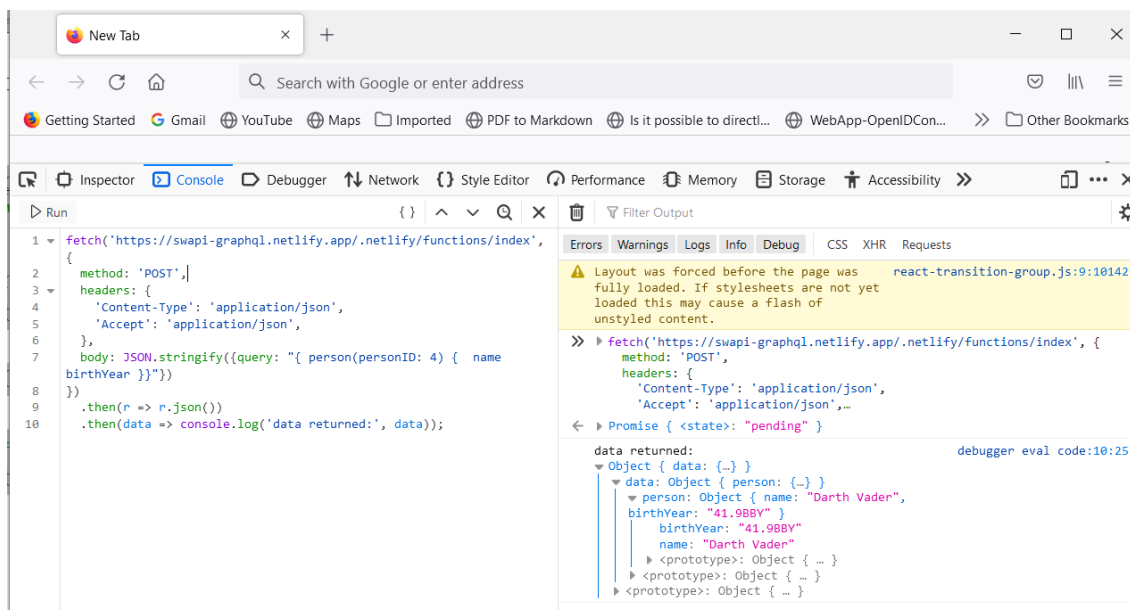 New Tab
Search with Google or enter address
Getting Started Gmail YouTube Maps Imported PDF to Markdown Is it possible to directl... WebApp-OpenIDCon... Other Bookmarks
Inspector Console Debugger Network Style Editor Performance Memory Storage Accessibility
Run
Filter Output
1 fetch('https://swapi-graphql.netlify.app/.netlify/functions/index',
{
2 method: 'POST',
3 headers: {
4 'Content-Type': 'application/json',
5 'Accept': 'application/json',
6 },
7 body: JSON.stringify({query: "{ person(personID: 4) { name
birthYear }}"})
8 })
9 .then(r => r.json())
10 .then(data => console.log('data returned:', data));
Errors Warnings Logs Info Debug CSS XHR Requests
Layout was forced before the page was react-transition-group.js:9:10142
fully loaded. If stylesheets are not yet
loaded this may cause a flash of
unstyled content.
fetch('https://swapi-graphql.netlify.app/.netlify/functions/index', {
method: 'POST',
headers: {
'Content-Type': 'application/json',
'Accept': 'application/json',…
Promise { <state>: "pending" }
data returned: debugger eval code:10:25
Object { data: {…} }
data: Object { person: {…} }
person: Object { name: "Darth Vader",
birthYear: "41.9BBY" }
birthYear: "41.9BBY"
name: "Darth Vader"
<prototype>: Object { … }
<prototype>: Object { … }
<prototype>: Object { … }